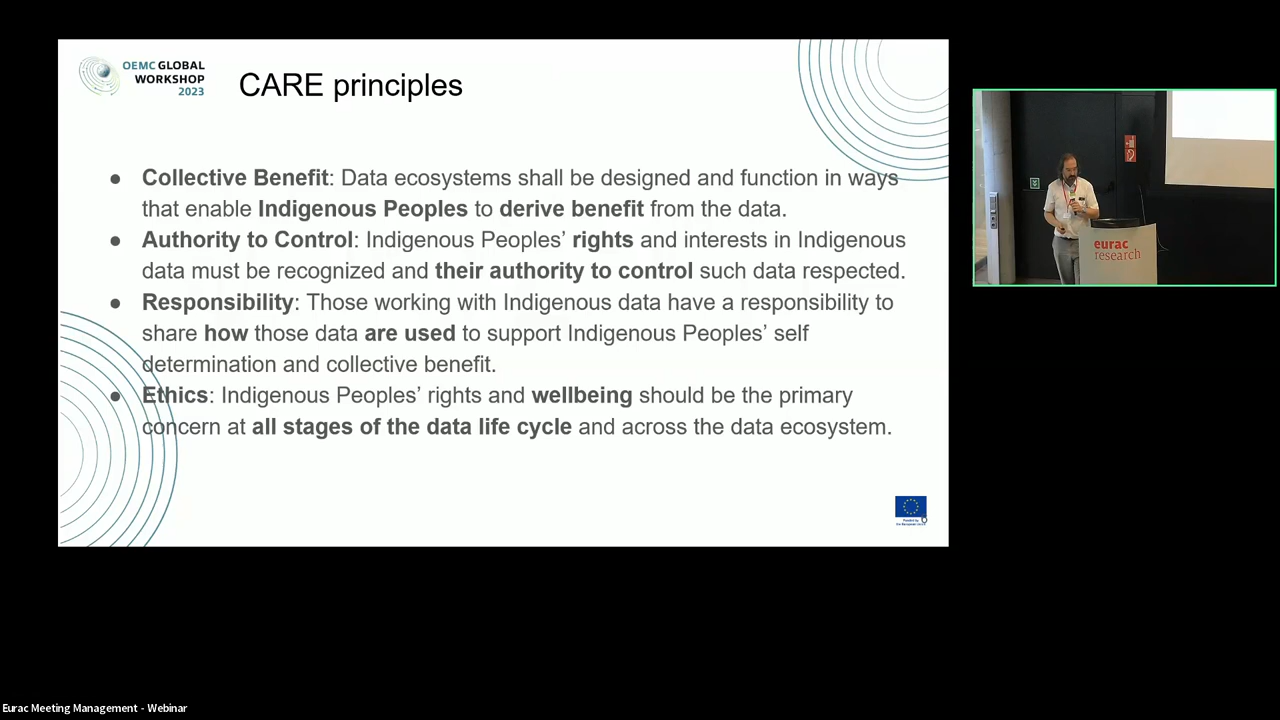 OEMC GLOBAL
WORKSHOP
2023
CARE principles
● Collective Benefit: Data ecosystems shall be designed and function in ways
that enable Indigenous Peoples to derive benefit from the data.
● Authority to Control: Indigenous Peoples’ rights and interests in Indigenous
data must be recognized and their authority to control such data respected.
● Responsibility: Those working with Indigenous data have a responsibility to
share how those data are used to support Indigenous Peoples’ self
determination and collective benefit.
● Ethics: Indigenous Peoples’ rights and wellbeing should be the primary
concern at all stages of the data life cycle and across the data ecosystem.
eurac
research
Eurac Meeting Management - Webinar